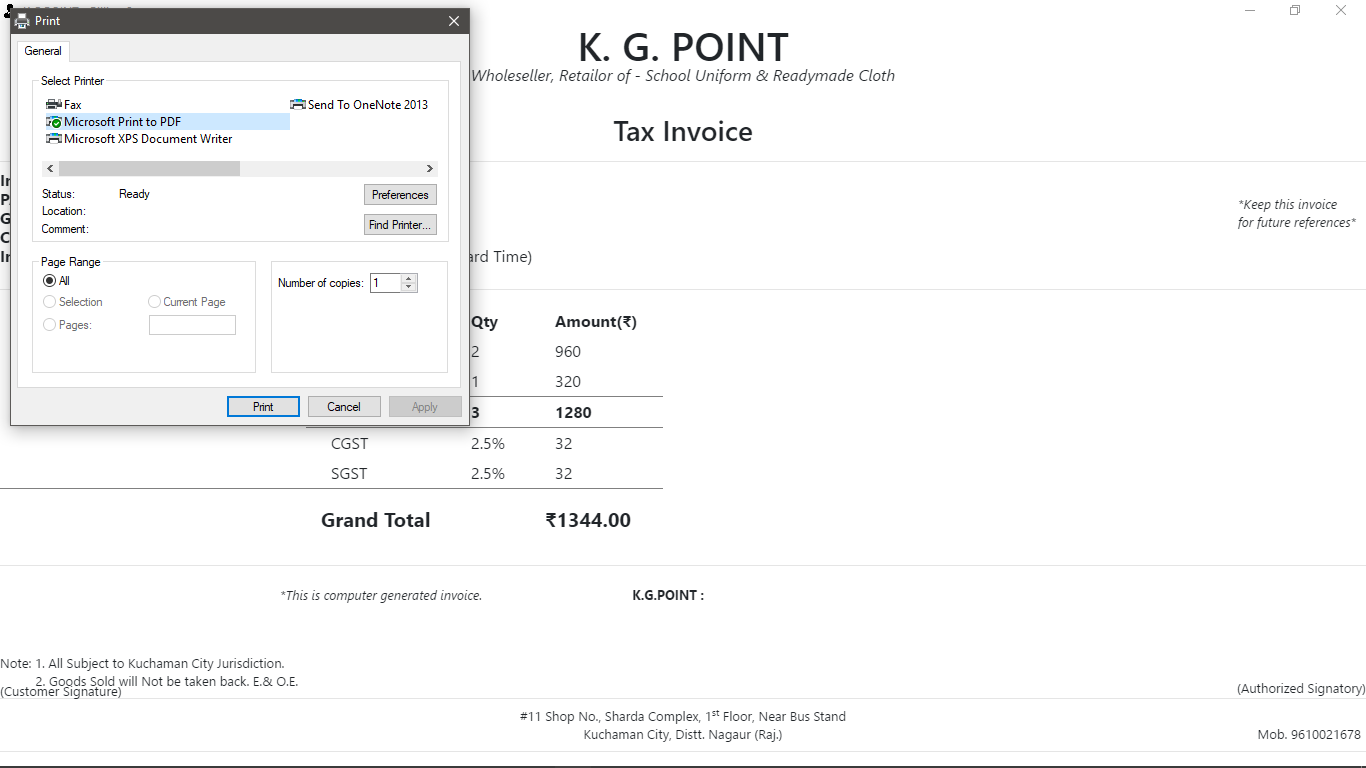 Print
General
Select Printer
Fax
Send To OneNote 2013
Microsoft Print to PDF
Microsoft XPS Document Writer
Status: Ready
Preferences
Location:
Comment:
Find Printer...
Page Range
All
Selection
Current Page
Pages:
Number of copies: 1
Print
Cancel
Apply
K. G. POINT
Wholeseller, Retailor of - School Uniform & Readymade Cloth
Tax Invoice
*Keep this invoice
for future references*
ard Time)
Qty Amount(₹)
2 960
1 320
3 1280
CGST 2.5% 32
SGST 2.5% 32
Grand Total ₹1344.00
*This is computer generated invoice. K.G.POINT :
Note: 1. All Subject to Kuchaman City Jurisdiction.
2. Goods Sold will Not be taken back. E.& O.E.
(Customer Signature) (Authorized Signatory)
#11 Shop No., Sharda Complex, 1st Floor, Near Bus Stand
Kuchaman City, Distt. Nagaur (Raj.) Mob. 9610021678